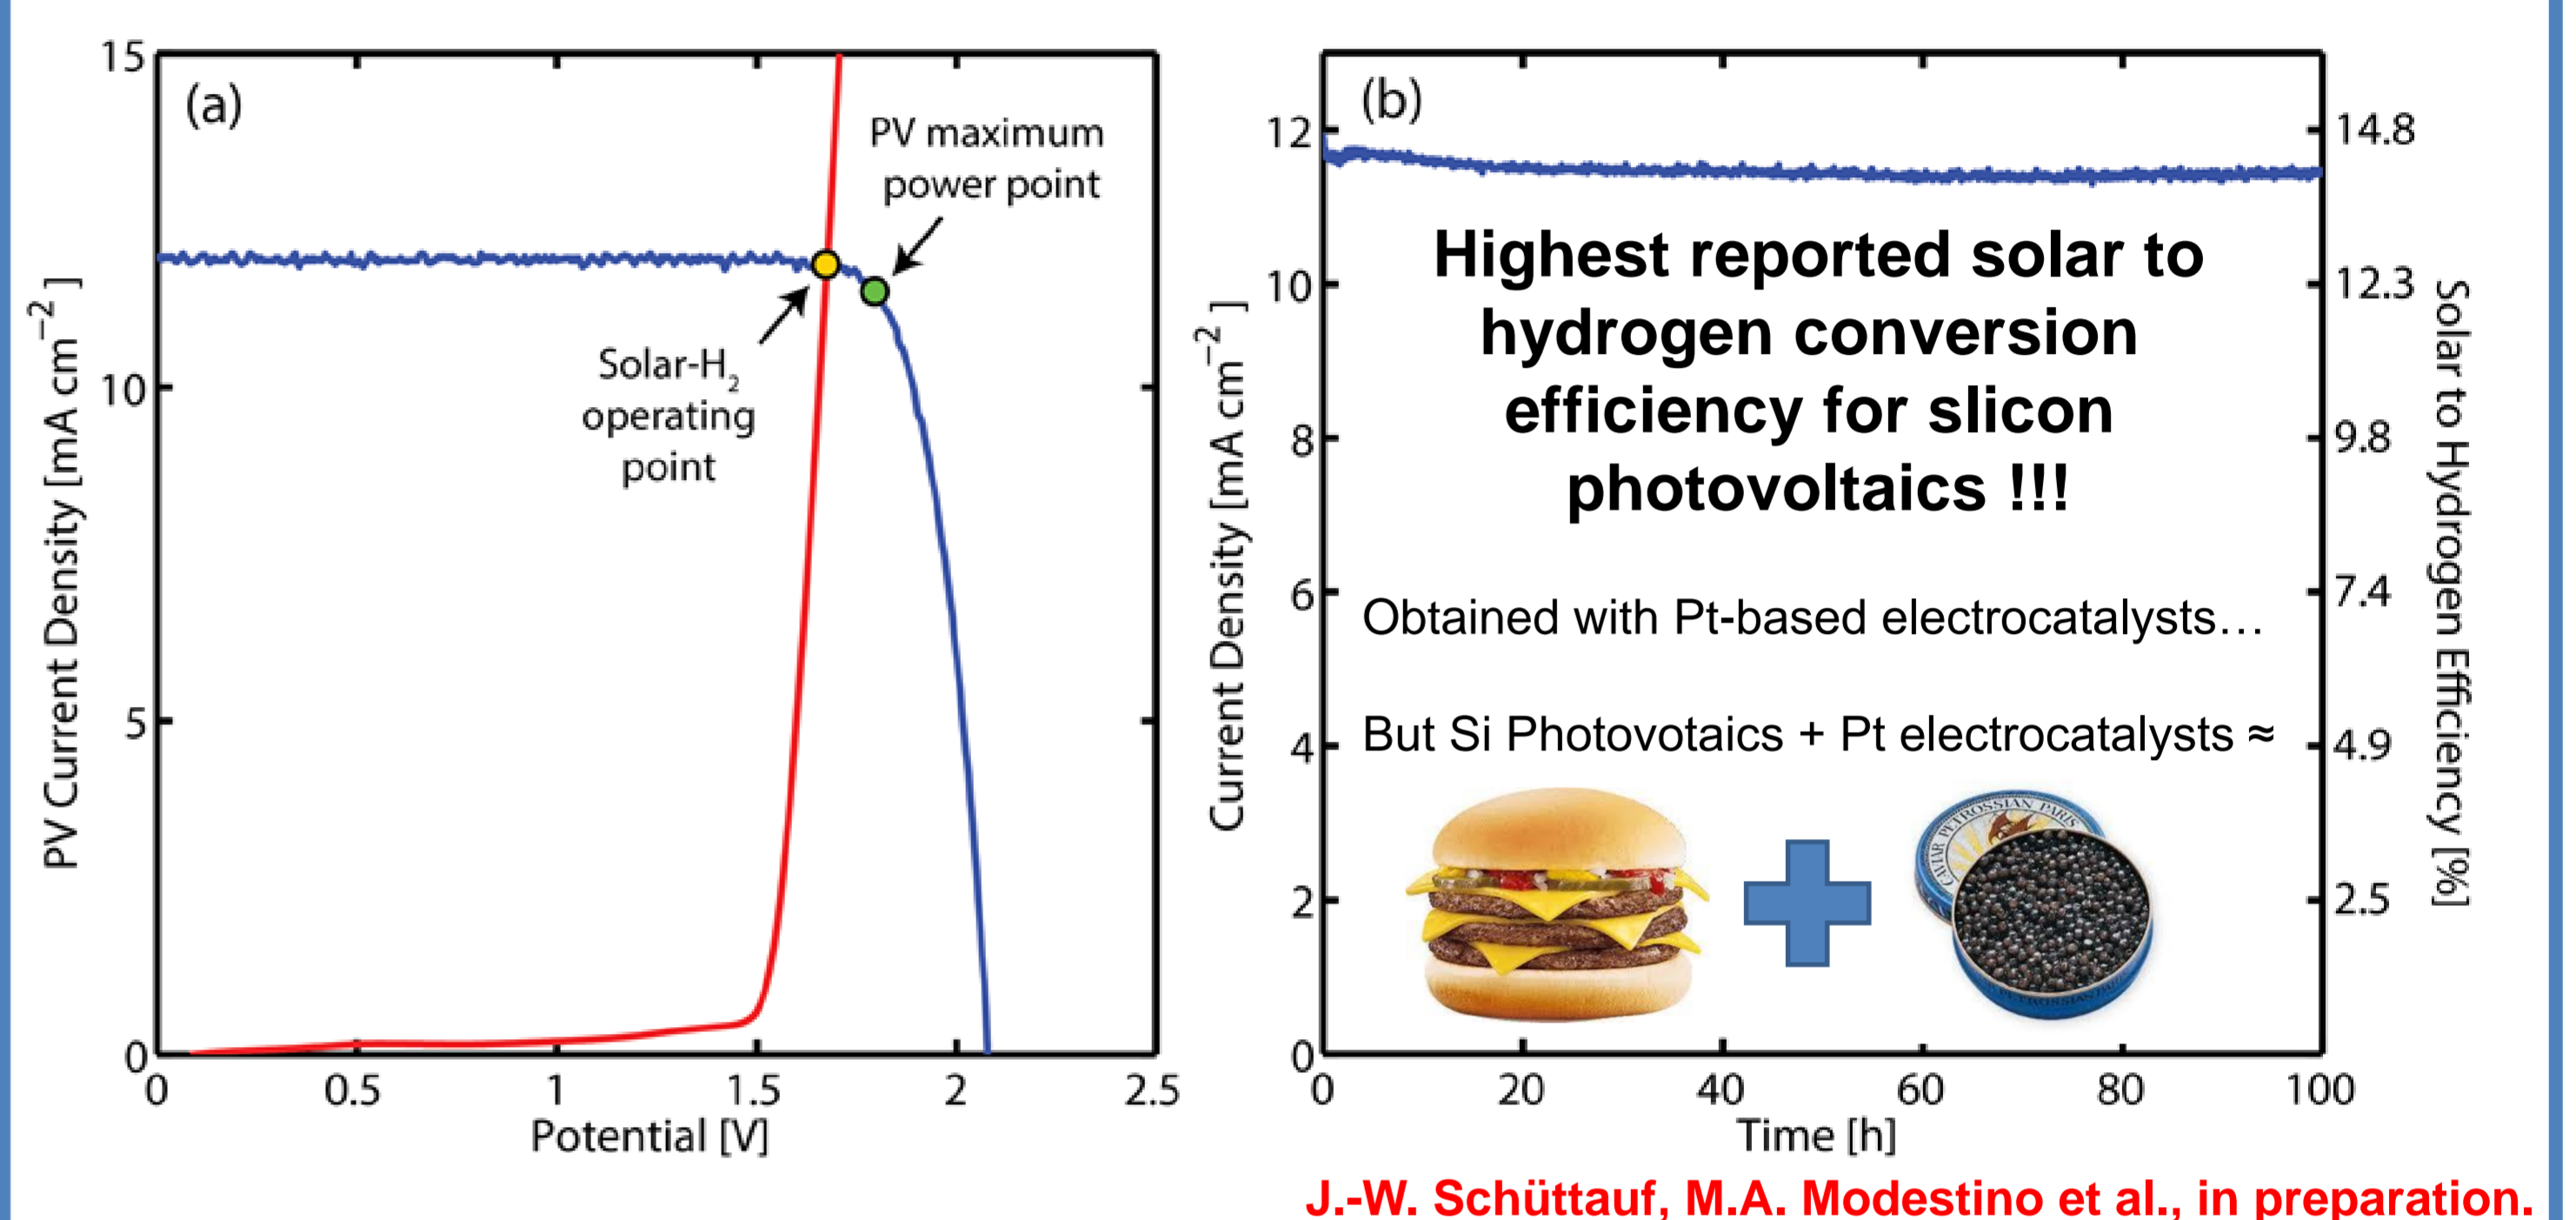 (a)
PV maximum
power point
Solar-H₂
operating
point
15
10
5
0
PV Current Density [mA cm⁻²]
0 0.5 1 1.5 2 2.5
Potential [V]
(b)
Highest reported solar to
hydrogen conversion
efficiency for slicon
photovoltaics !!!
Obtained with Pt-based electrocatalysts…
But Si Photovotaics + Pt electrocatalysts ≈
CAVIAR PETROSSIAN PARIS
12
10
8
6
4
2
0
Current Density [mA cm⁻²]
14.8
12.3
9.8
7.4
4.9
2.5
Solar to Hydrogen Efficiency [%]
0 20 40 60 80 100
Time [h]
J.-W. Schüttauf, M.A. Modestino et al., in preparation.